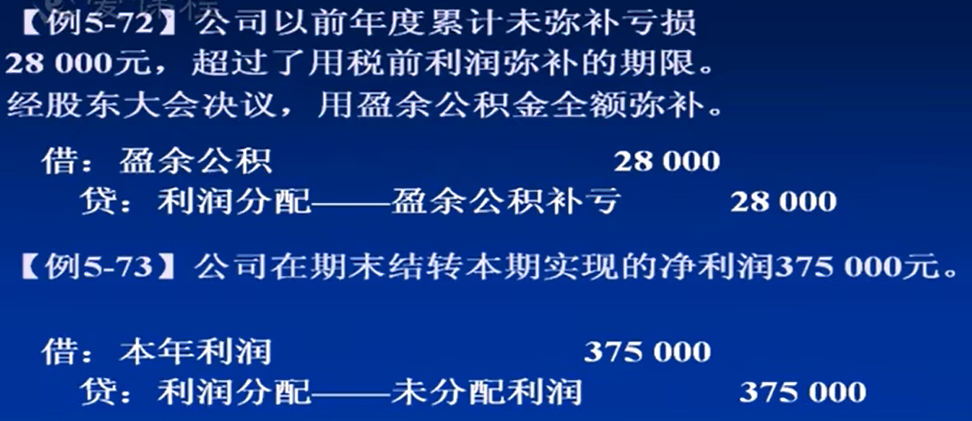 【例5-72】公司以前年度累计未弥补亏损
28 000元，超过了用税前利润弥补的期限。
经股东大会决议，用盈余公积金全额弥补。
借：盈余公积 28 000
贷：利润分配——盈余公积补亏 28 000
【例5-73】公司在期末结转本期实现的净利润375 000元。
借：本年利润 375 000
贷：利润分配——未分配利润 375 000